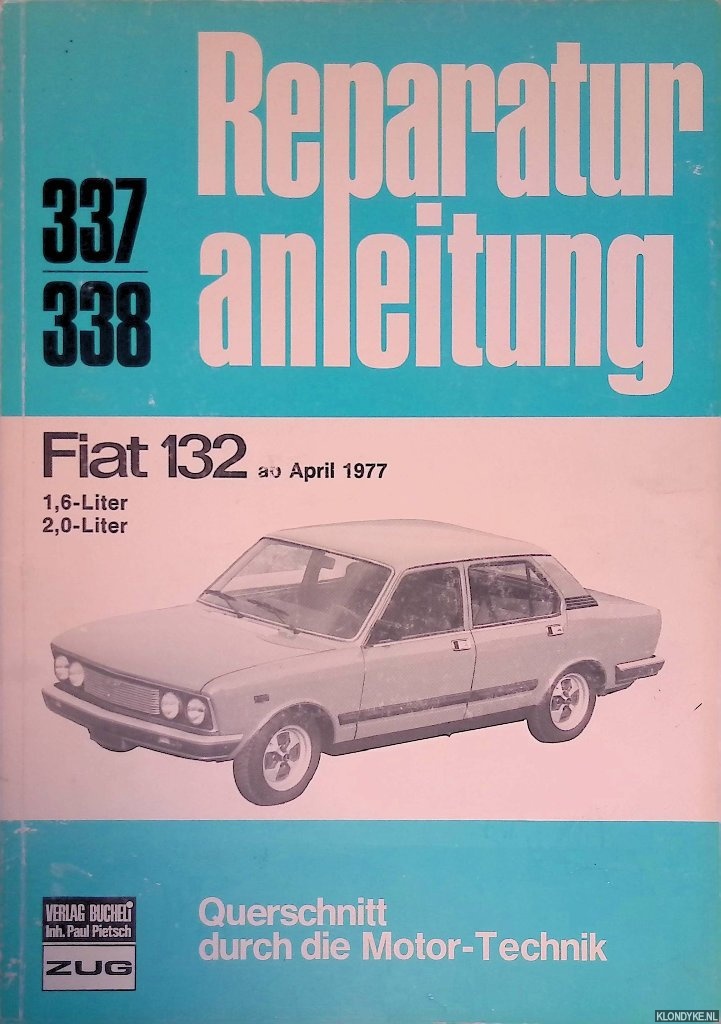 Reparatur
anleitung
337
338
Fiat 132 ab April 1977
1,6-Liter
2,0-Liter
VERLAG BUCHELI
Inh. Paul Pietsch
ZUG
Querschnitt
durch die Motor-Technik
KLONDYKE.NL